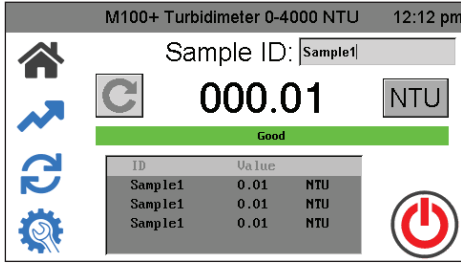 M100+ Turbidimeter 0-4000 NTU 12:12 pm
Sample ID: Sample1
000.01 NTU
Good
ID Value
Sample1 0.01 NTU
Sample1 0.01 NTU
Sample1 0.01 NTU